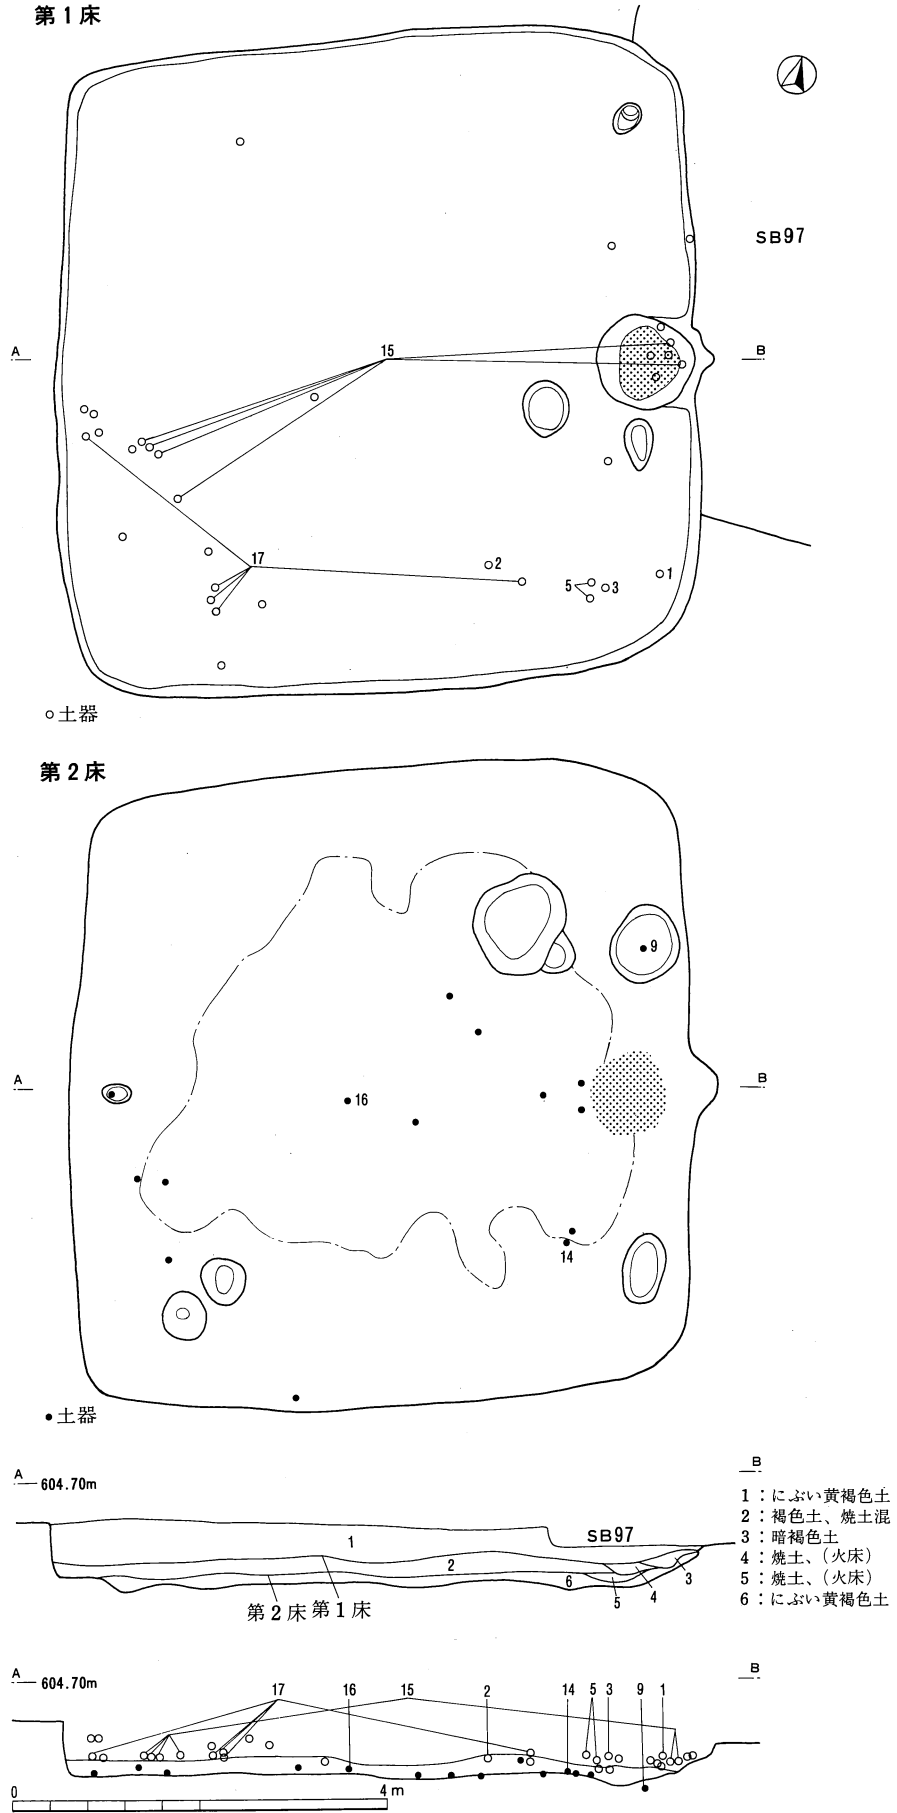 第1床
SB97
A
B
15
17
2
5
3
1
○土器
第2床
9
A
B
16
14
●土器
A
604.70m
B
1
SB97
2
6
3
4
5
第2床 第1床
1：にぶい黄褐色土
2：褐色土、焼土混
3：暗褐色土
4：焼土、（火床）
5：焼土、（火床）
6：にぶい黄褐色土
A
604.70m
B
17 16 15 2 14 5 3 9 1
0 4 m